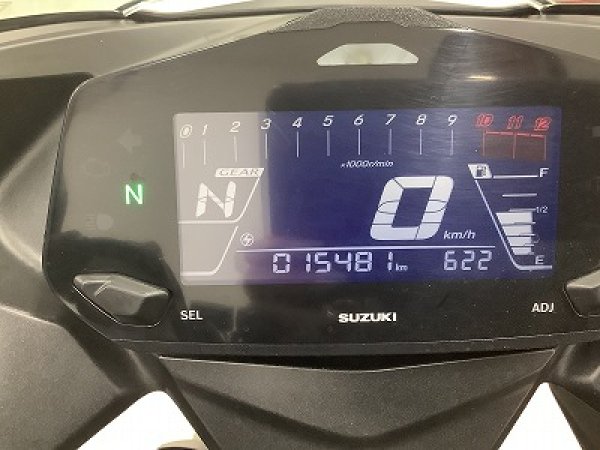 0 1 2 3 4 5 6 7 8 9 10 11 12
x1000r/min
GEAR
N
N
0
km/h
F
1/2
E
015481 km 622
SEL
SUZUKI
ADJ